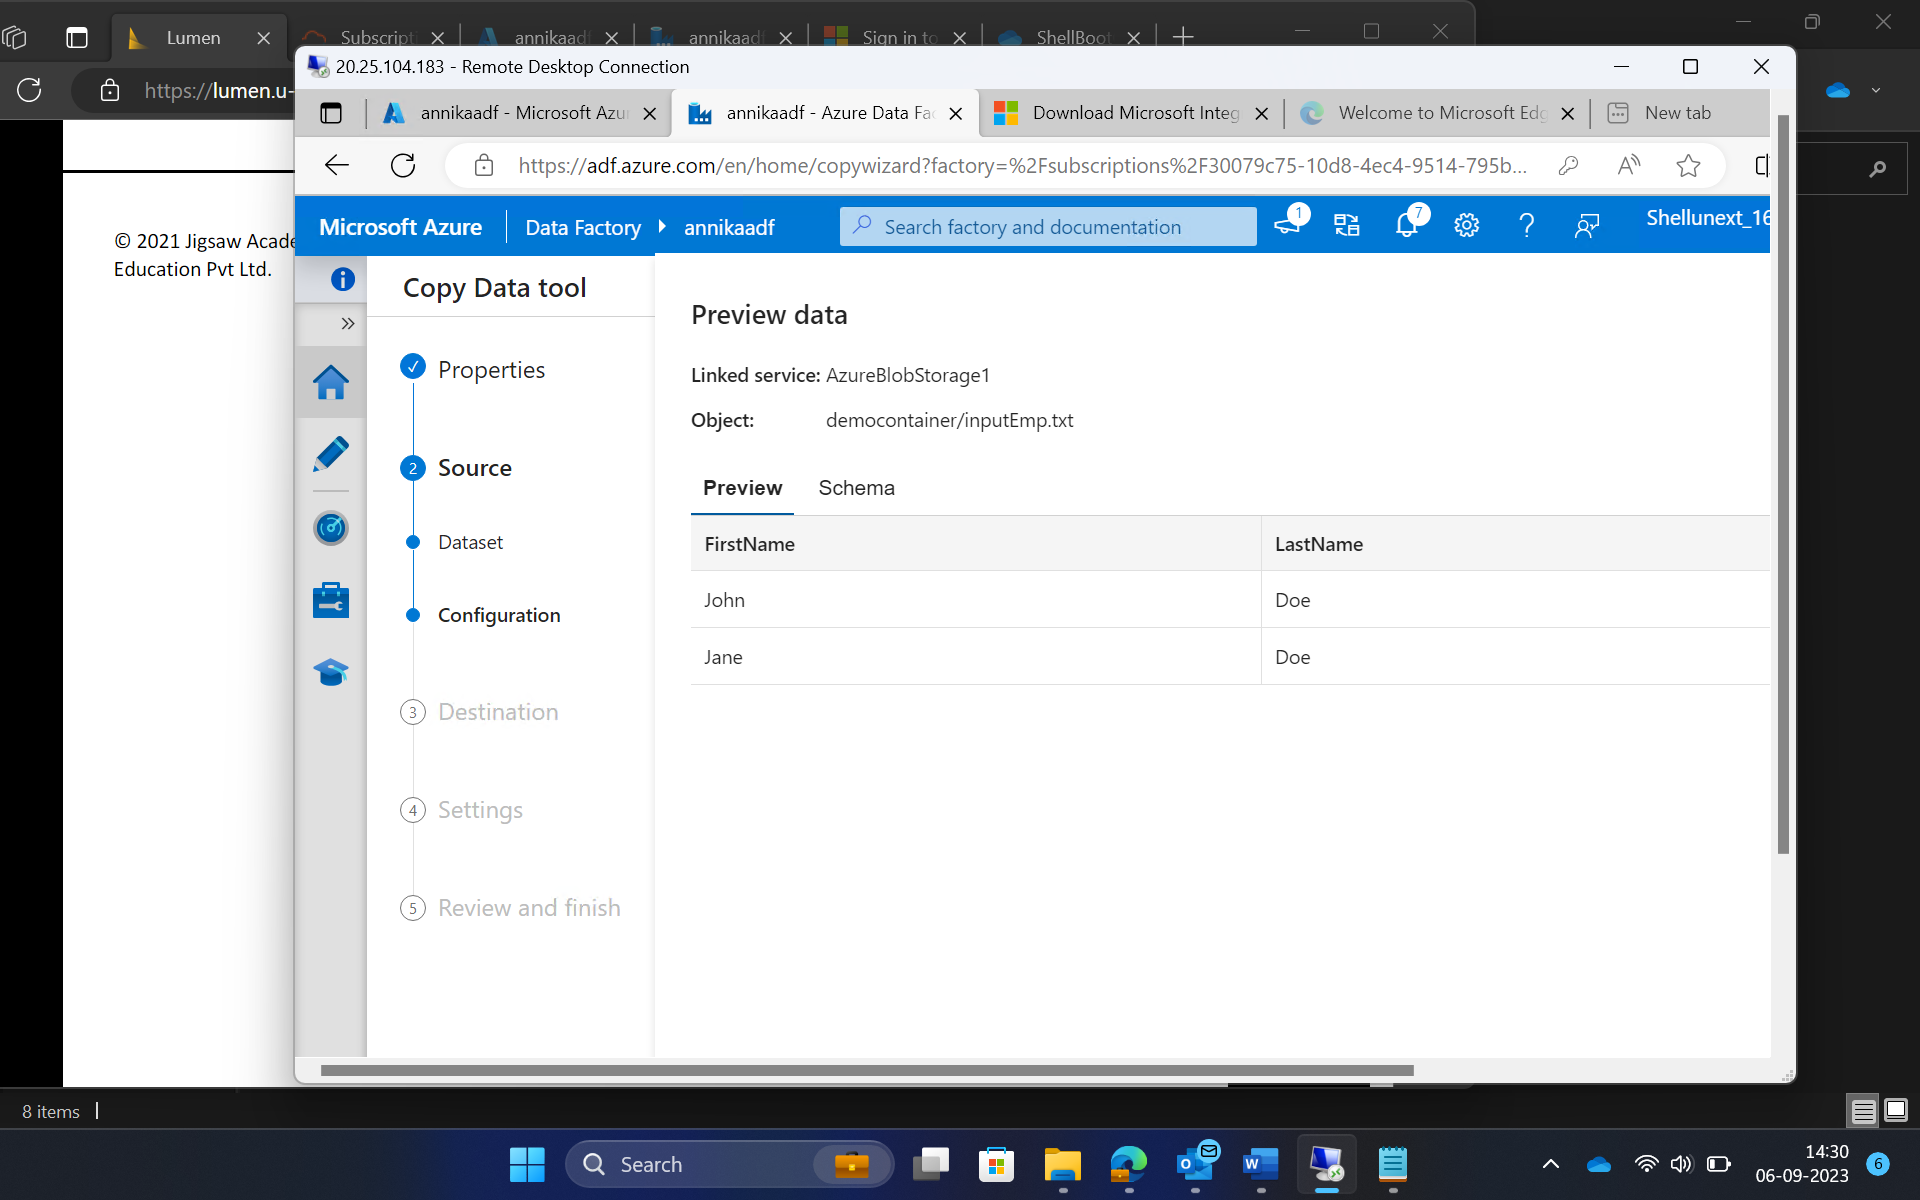 Lumen
Subscripti
annikaadf
annikaadf
Sign in to
ShellBoot
https://lumen.u-
20.25.104.183 - Remote Desktop Connection
annikaadf - Microsoft Azur
annikaadf - Azure Data Fac
Download Microsoft Integ
Welcome to Microsoft Edg
New tab
https://adf.azure.com/en/home/copywizard?factory=%2Fsubscriptions%2F30079c75-10d8-4ec4-9514-795b...
Microsoft Azure
Data Factory
annikaadf
Search factory and documentation
1
7
Shellunext_16
© 2021 Jigsaw Acade
Education Pvt Ltd.
Copy Data tool
Properties
2 Source
Dataset
Configuration
3 Destination
4 Settings
5 Review and finish
Preview data
Linked service: AzureBlobStorage1
Object: democontainer/inputEmp.txt
Preview Schema
FirstName LastName
John Doe
Jane Doe
8 items
Search
14:30
06-09-2023
6